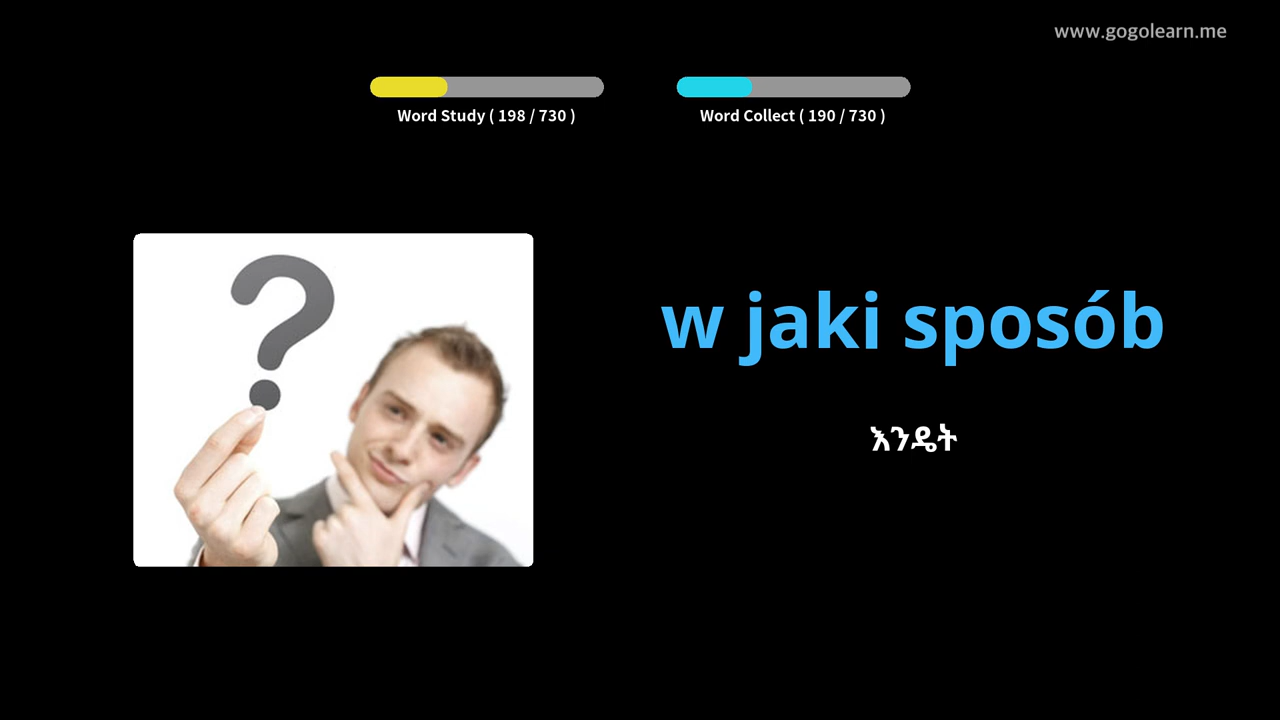 www.gogolearn.me
Word Study ( 198 / 730 )
Word Collect ( 190 / 730 )
w jaki sposób
እንዴት